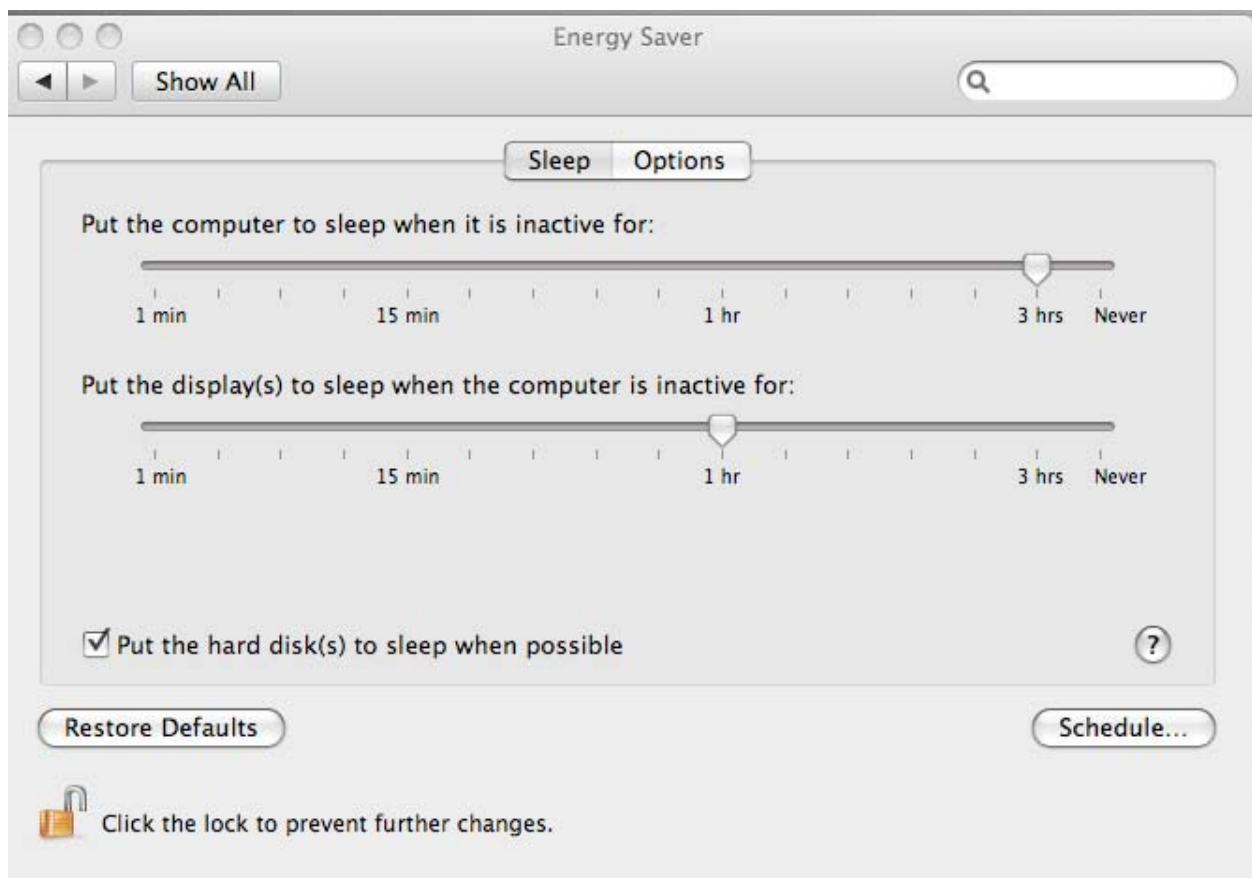 Energy Saver
Show All
Sleep Options
Put the computer to sleep when it is inactive for:
1 min 15 min 1 hr 3 hrs Never
Put the display(s) to sleep when the computer is inactive for:
1 min 15 min 1 hr 3 hrs Never
Put the hard disk(s) to sleep when possible ?
Restore Defaults Schedule...
Click the lock to prevent further changes.